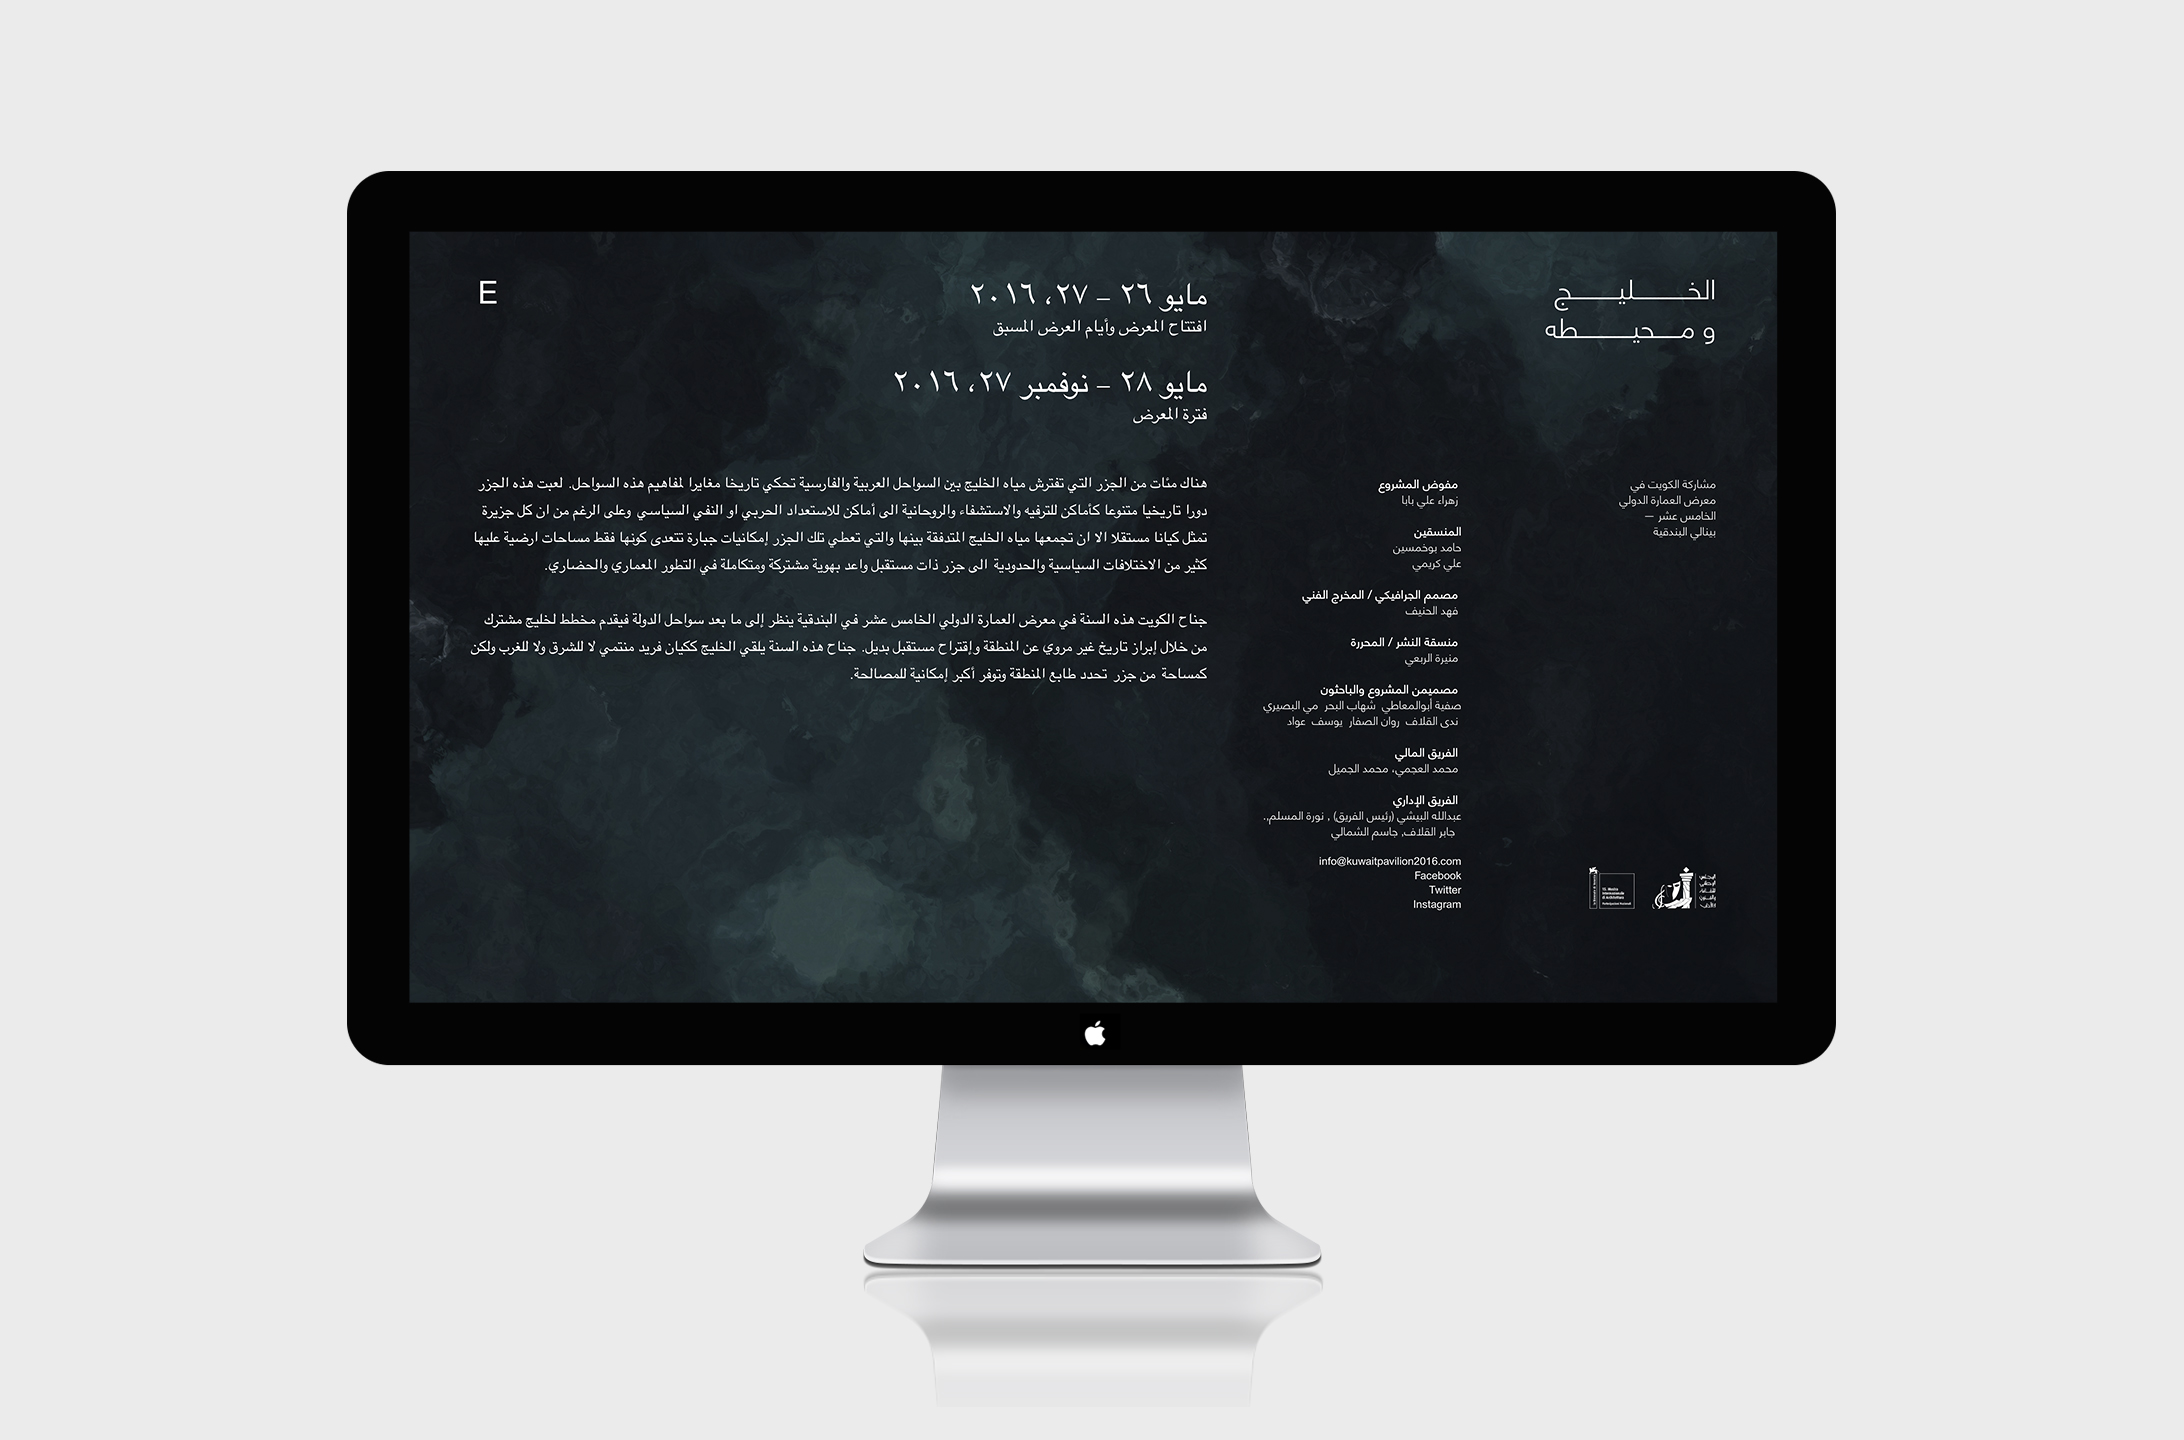 الخليج
و محيطه
مشاركة الكويت في
معرض العمارة الدولي
الخامس عشر —
بينالي البندقية
مفوض المشروع
زهراء علي بابا
المنسقين
حامد بوخمسين
علي كريمي
مصمم الجرافيكي / المخرج الفني
فهد الحنيف
منسقة النشر / المحررة
منيرة الربعي
مصميمن المشروع والباحثون
صفية أبوالمعاطي شهاب البحر مي البصيري
ندى القلاف روان الصفار يوسف عواد
الفريق المالي
محمد العجمي، محمد الجميل
الفريق الإداري
عبدالله البيشي (رئيس الفريق) , نورة المسلم,.
جابر القلاف, جاسم الشمالي
info@kuwaitpavilion2016.com
Facebook
Twitter
Instagram
مايو ٢٦ – ٢٧، ٢٠١٦
افتتاح المعرض وأيام العرض المسبق
مايو ٢٨ – نوفمبر ٢٧، ٢٠١٦
فترة المعرض
هناك مئات من الجزر التي تفترش مياه الخليج بين السواحل العربية والفارسية تحكي تاريخا مغايرا لمفاهيم هذه السواحل. لعبت هذه الجزر
دورا تاريخيا متنوعا كأماكن للترفيه والاستشفاء والروحانية الى أماكن للاستعداد الحربي او النفي السياسي وعلى الرغم من ان كل جزيرة
تمثل كيانا مستقلا الا ان تجمعها مياه الخليج المتدفقة بينها والتي تعطي تلك الجزر إمكانيات جبارة تتعدى كونها فقط مساحات ارضية عليها
كثير من الاختلافات السياسية والحدودية الى جزر ذات مستقبل واعد بهوية مشتركة ومتكاملة في التطور المعماري والحضاري.
جناح الكويت هذه السنة في معرض العمارة الدولي الخامس عشر في البندقية ينظر إلى ما بعد سواحل الدولة فيقدم مخطط لخليج مشترك
من خلال إبراز تاريخ غير مروي عن المنطقة وإقتراح مستقبل بديل. جناح هذه السنة يلقي الخليج ككيان فريد منتمي لا للشرق ولا للغرب ولكن
كمساحة من جزر تحدد طابع المنطقة وتوفر أكبر إمكانية للمصالحة.
E